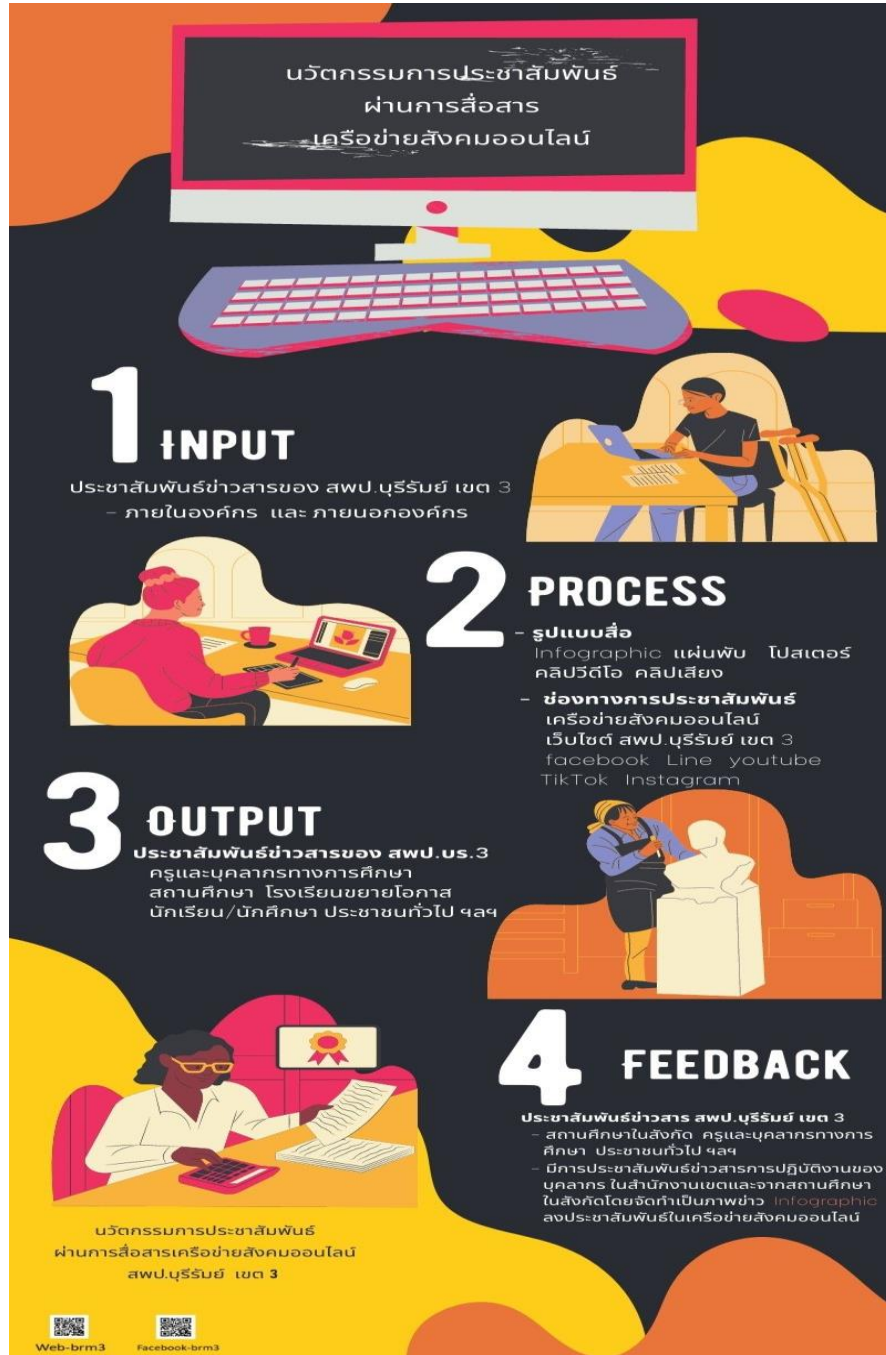 นวัตกรรมการประชาสัมพันธ์
ผ่านการสื่อสาร
เครือข่ายสังคมออนไลน์
1 INPUT
ประชาสัมพันธ์ข่าวสารของ สพป.บุรีรัมย์ เขต 3
- ภายในองค์กร และ ภายนอกองค์กร
2 PROCESS
- รูปแบบสื่อ
Infographic แผ่นพับ โปสเตอร์
คลิปวีดีโอ คลิปเสียง
- ช่องทางการประชาสัมพันธ์
เครือข่ายสังคมออนไลน์
เว็บไซต์ สพป.บุรีรัมย์ เขต 3
facebook Line youtube
TikTok Instagram
3 OUTPUT
ประชาสัมพันธ์ข่าวสารของ สพป.บร.3
ครูและบุคลากรทางการศึกษา
สถานศึกษา โรงเรียนขยายโอกาส
นักเรียน/นักศึกษา ประชาชนทั่วไป ฯลฯ
4 FEEDBACK
ประชาสัมพันธ์ข่าวสาร สพป.บุรีรัมย์ เขต 3
- สถานศึกษาในสังกัด ครูและบุคลากรทางการ
ศึกษา ประชาชนทั่วไป ฯลฯ
- มีการประชาสัมพันธ์ข่าวสารการปฏิบัติงานของ
บุคลากร ในสำนักงานเขตและจากสถานศึกษา
ในสังกัดโดยจัดทำเป็นภาพข่าว Infographic
ลงประชาสัมพันธ์ในเครือข่ายสังคมออนไลน์
นวัตกรรมการประชาสัมพันธ์
ผ่านการสื่อสารเครือข่ายสังคมออนไลน์
สพป.บุรีรัมย์ เขต 3
Web-brm3 Facebook-brm3